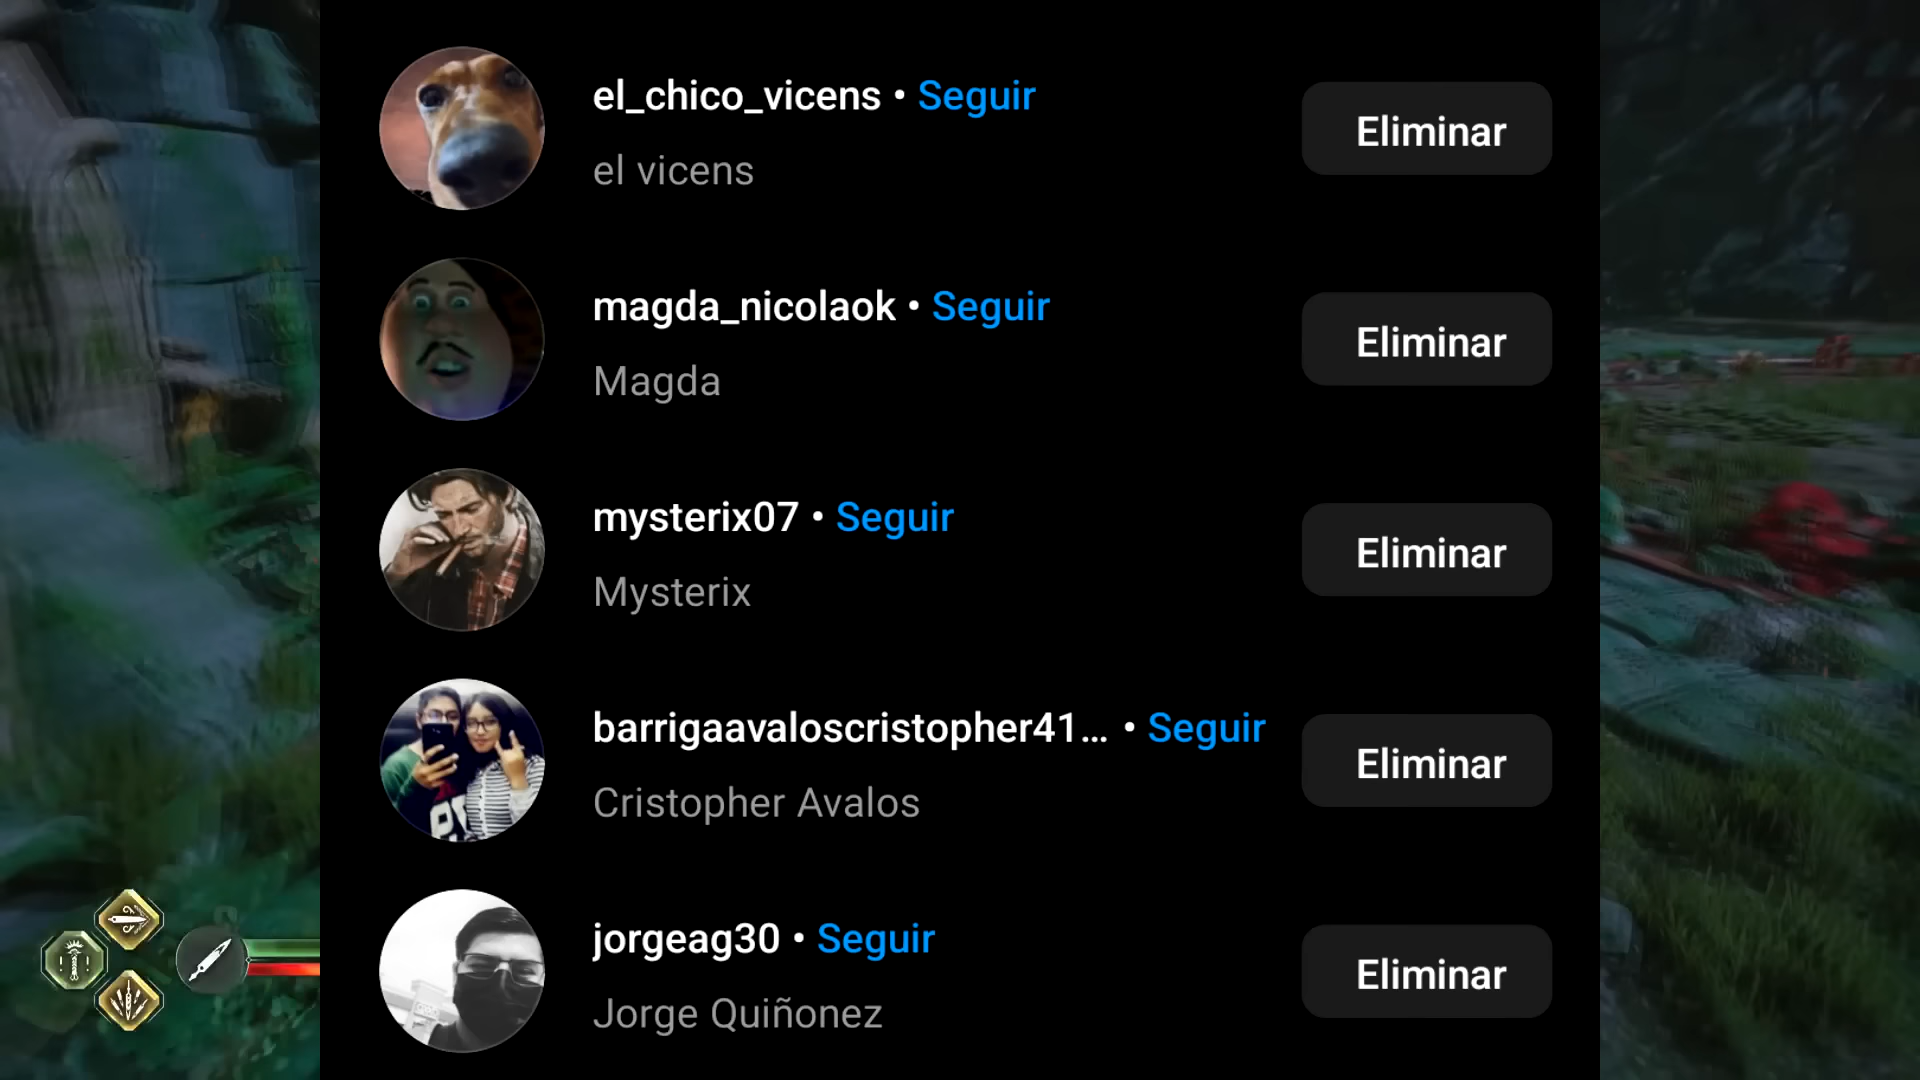 el_chico_vicens • Seguir
el vicens
Eliminar
magda_nicolaok • Seguir
Magda
Eliminar
mysterix07 • Seguir
Mysterix
Eliminar
barrigaavaloscristopher41... • Seguir
Cristopher Avalos
Eliminar
jorgeag30 • Seguir
Jorge Quiñonez
Eliminar